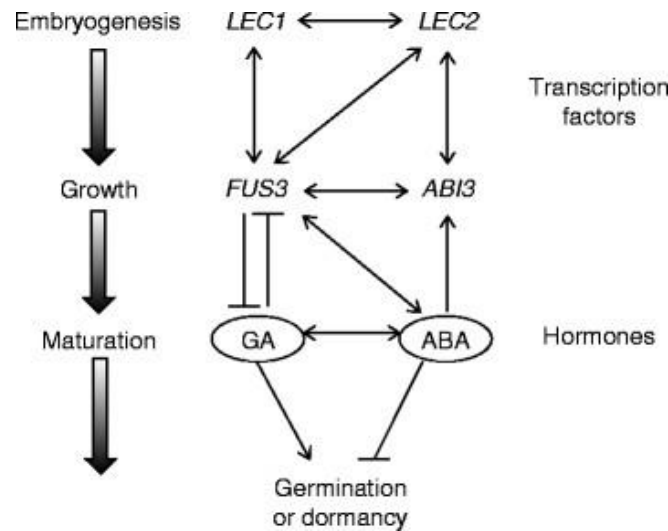 Embryogenesis LEC1 LEC2
Transcription
factors
Growth FUS3 ABI3
Maturation GA ABA Hormones
Germination
or dormancy